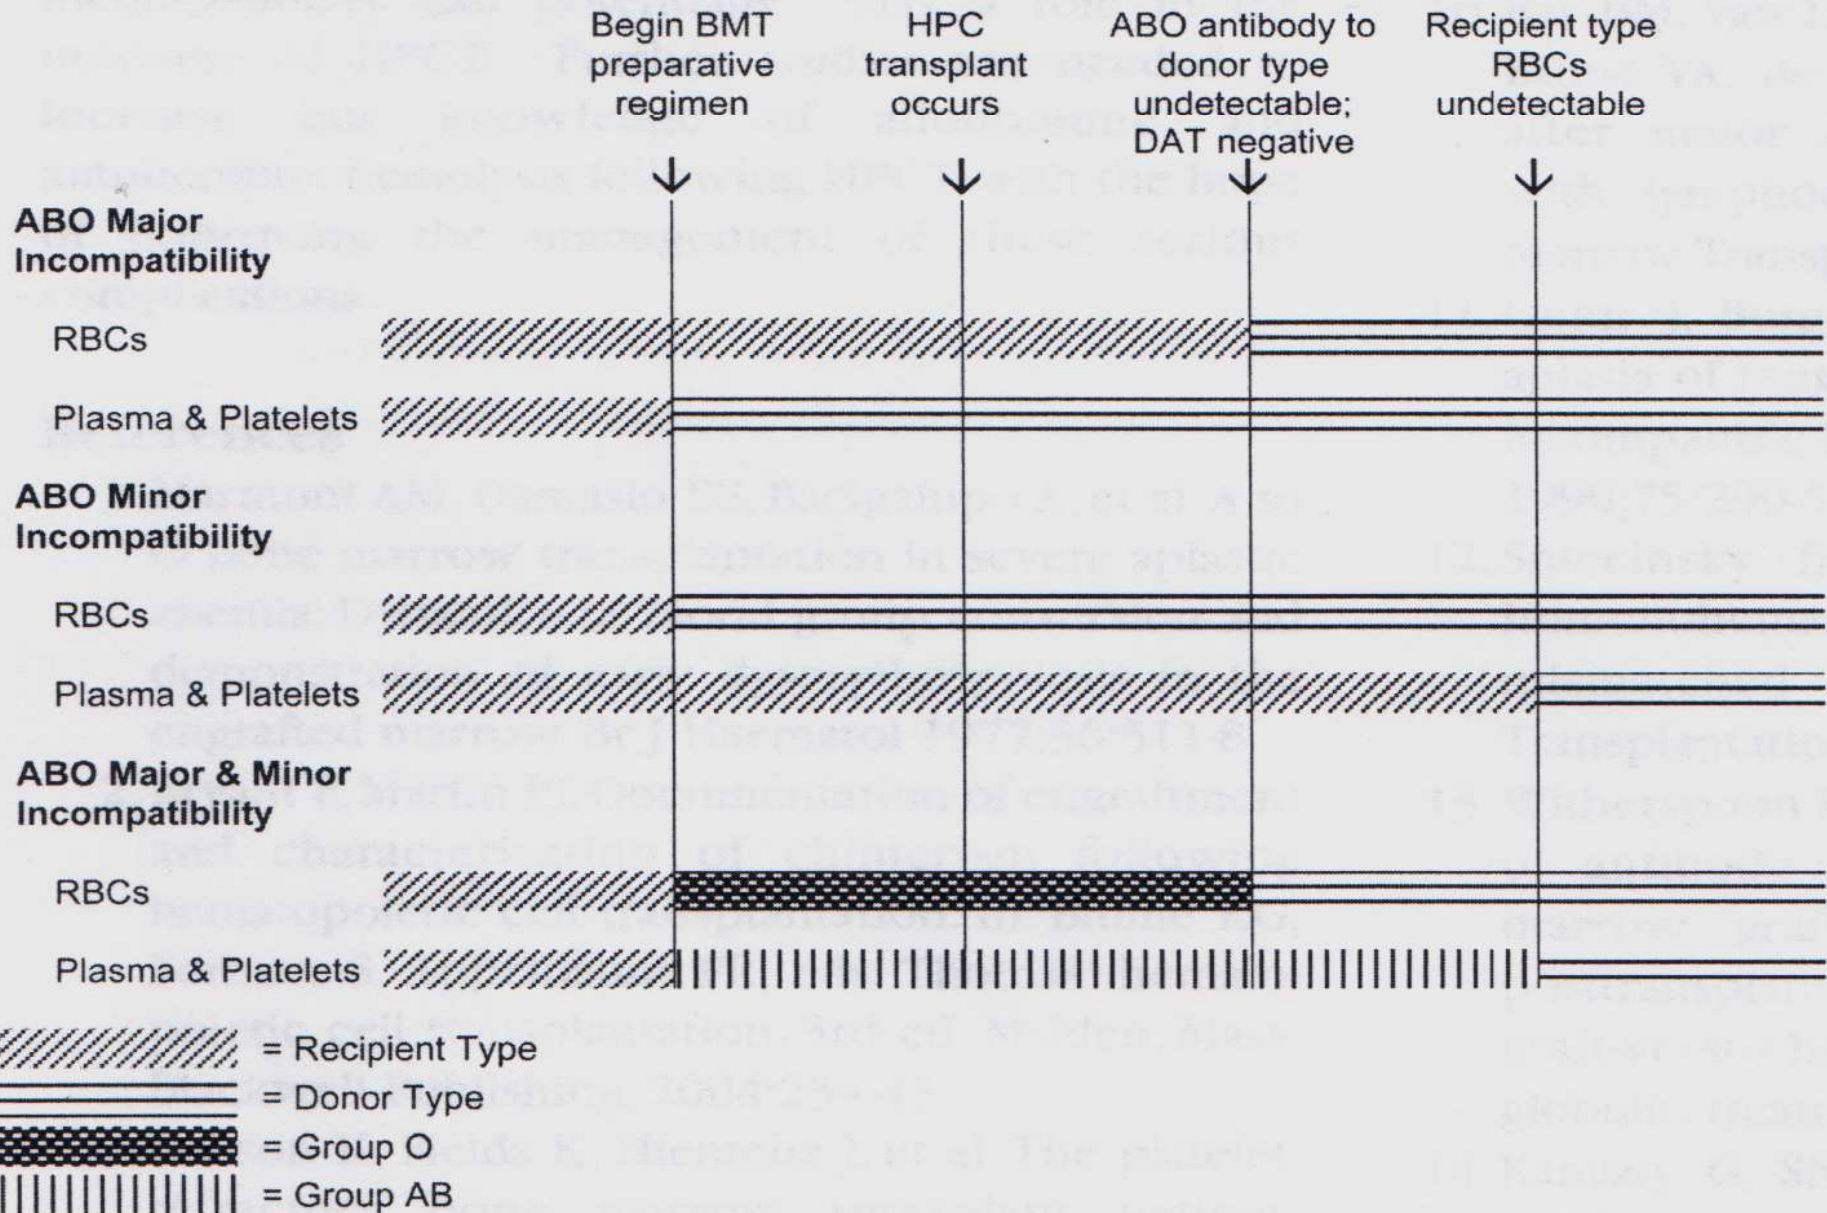 Begin BMT
preparative
regimen
HPC
transplant
occurs
ABO antibody to
donor type
undetectable;
DAT negative
Recipient type
RBCs
undetectable
ABO Major
Incompatibility
RBCs
Plasma & Platelets
ABO Minor
Incompatibility
RBCs
Plasma & Platelets
ABO Major & Minor
Incompatibility
RBCs
Plasma & Platelets
= Recipient Type
= Donor Type
= Group O
= Group AB